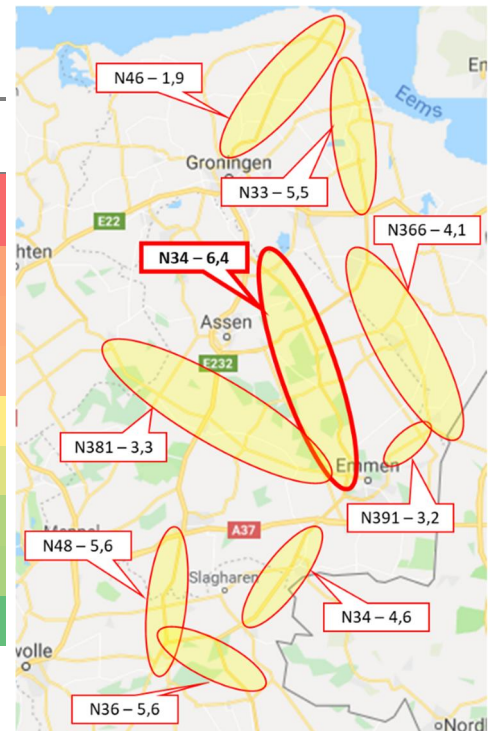 N46 – 1,9
Eems
Groningen
N33 – 5,5
E22
N366 – 4,1
N34 – 6,4
Assen
E232
N381 – 3,3
Emmen
N391 – 3,2
A37
N48 – 5,6
Slagharen
N34 – 4,6
N36 – 5,6